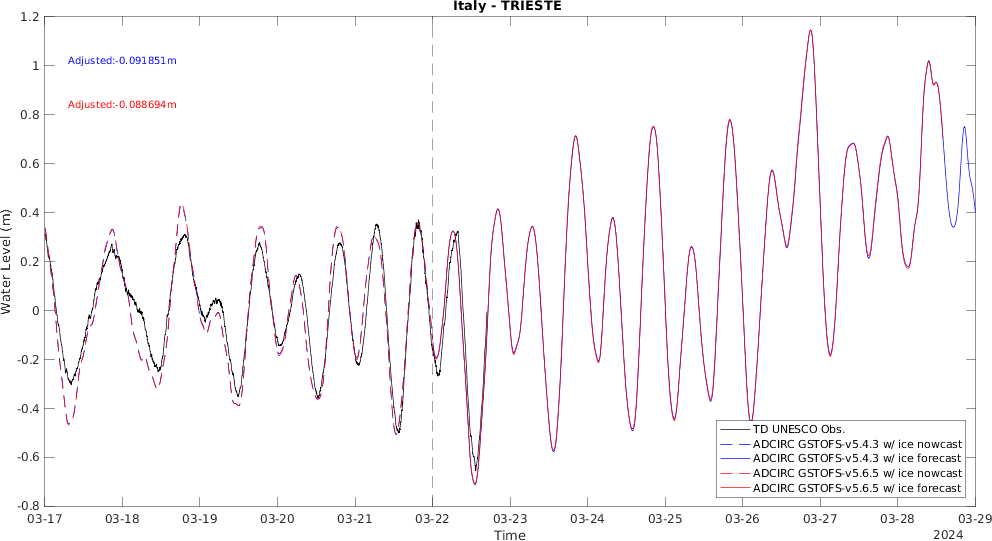 Italy - TRIESTE
1.2
1
0.8
0.6
0.4
0.2
0
-0.2
-0.4
-0.6
-0.8
Water Level (m)
Adjusted:-0.091851m
Adjusted:-0.088694m
TD UNESCO Obs.
ADCIRC GSTOFS-v5.4.3 w/ ice nowcast
ADCIRC GSTOFS-v5.4.3 w/ ice forecast
ADCIRC GSTOFS-v5.6.5 w/ ice nowcast
ADCIRC GSTOFS-v5.6.5 w/ ice forecast
03-17 03-18 03-19 03-20 03-21 03-22 03-23 03-24 03-25 03-26 03-27 03-28 03-29
Time
2024